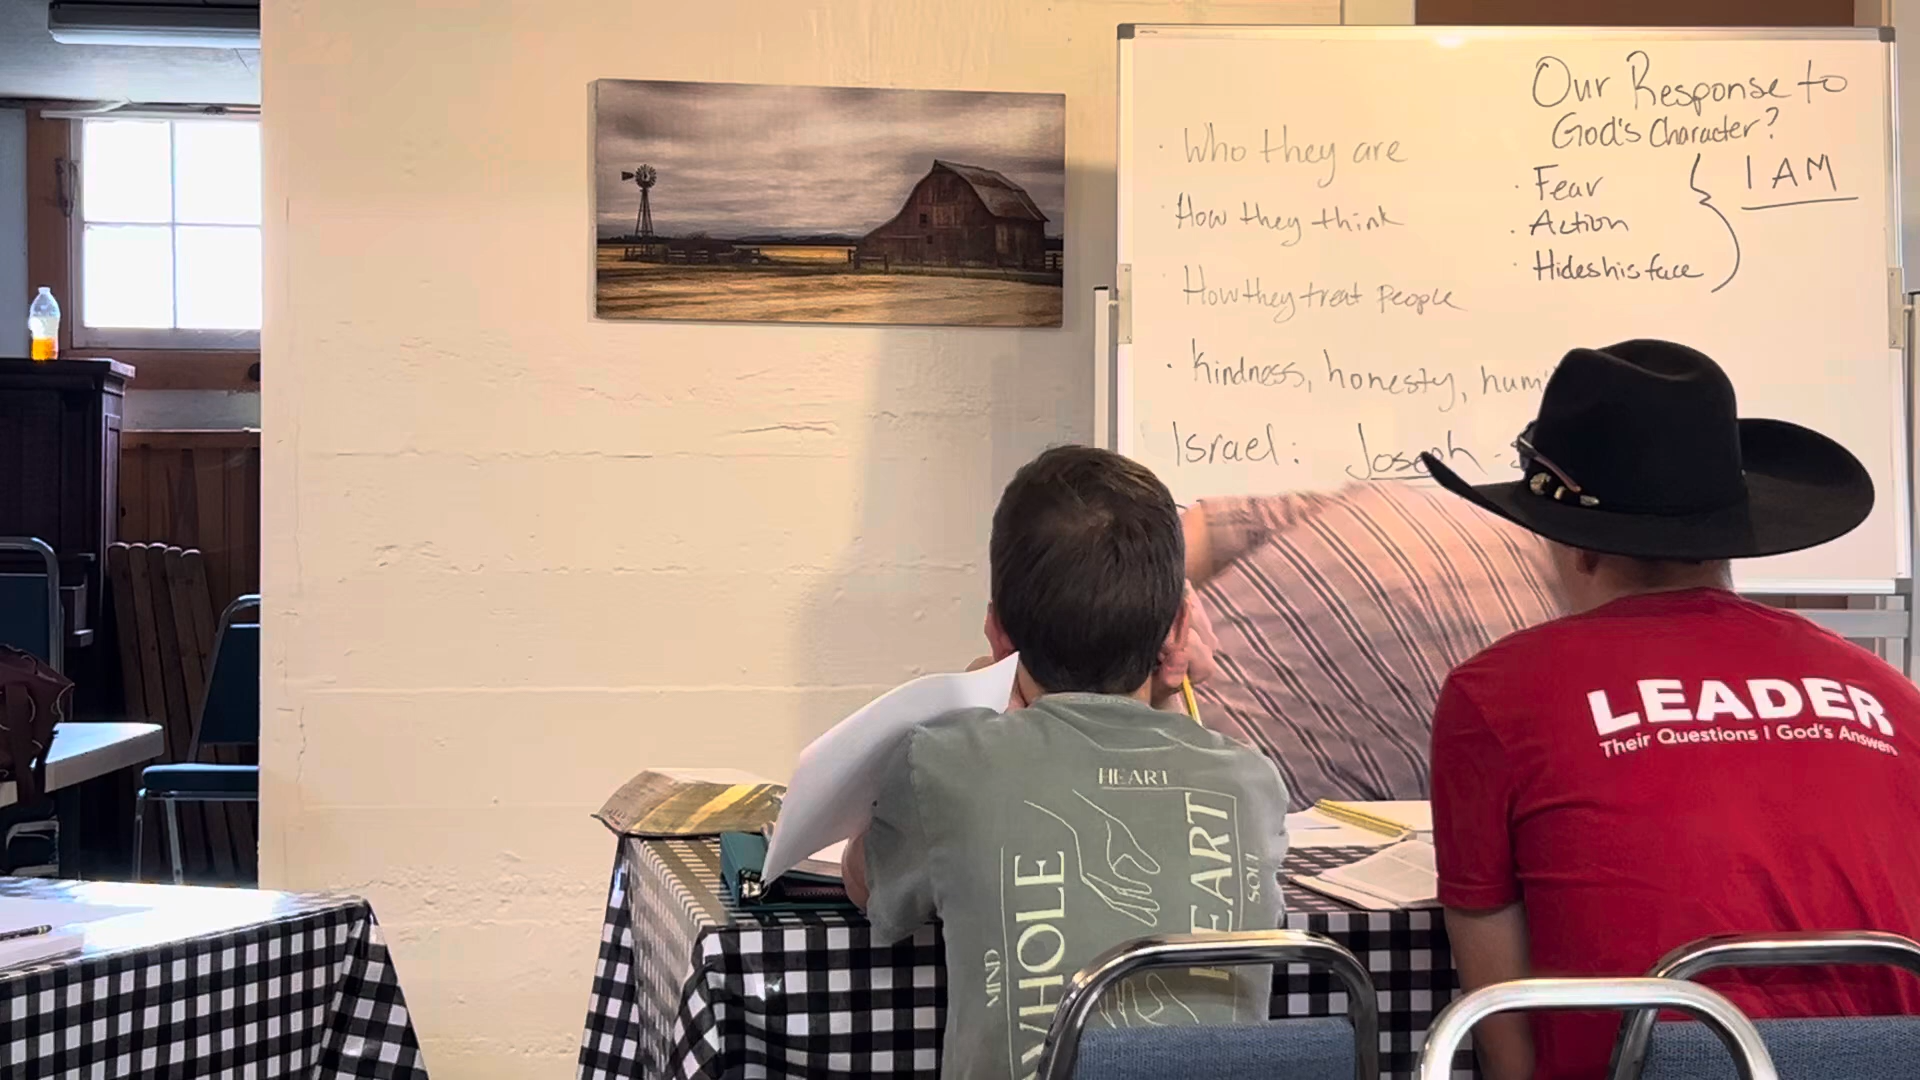 Our Response to
God's Character?
· Fear
· Action
· Hides his face
I AM
· Who they are
· How they think
· How they treat people
· Kindness, honesty,
Israel: Joseph -
LEADER
Their Questions | God's Answers
HEART
HEART
SOUL
WHOLE
MIND